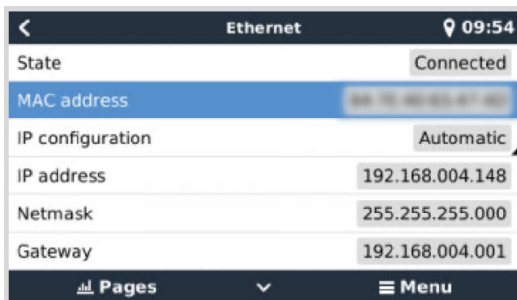 Ethernet 09:54
State Connected
MAC address
IP configuration Automatic
IP address 192.168.004.148
Netmask 255.255.255.000
Gateway 192.168.004.001
Pages Menu